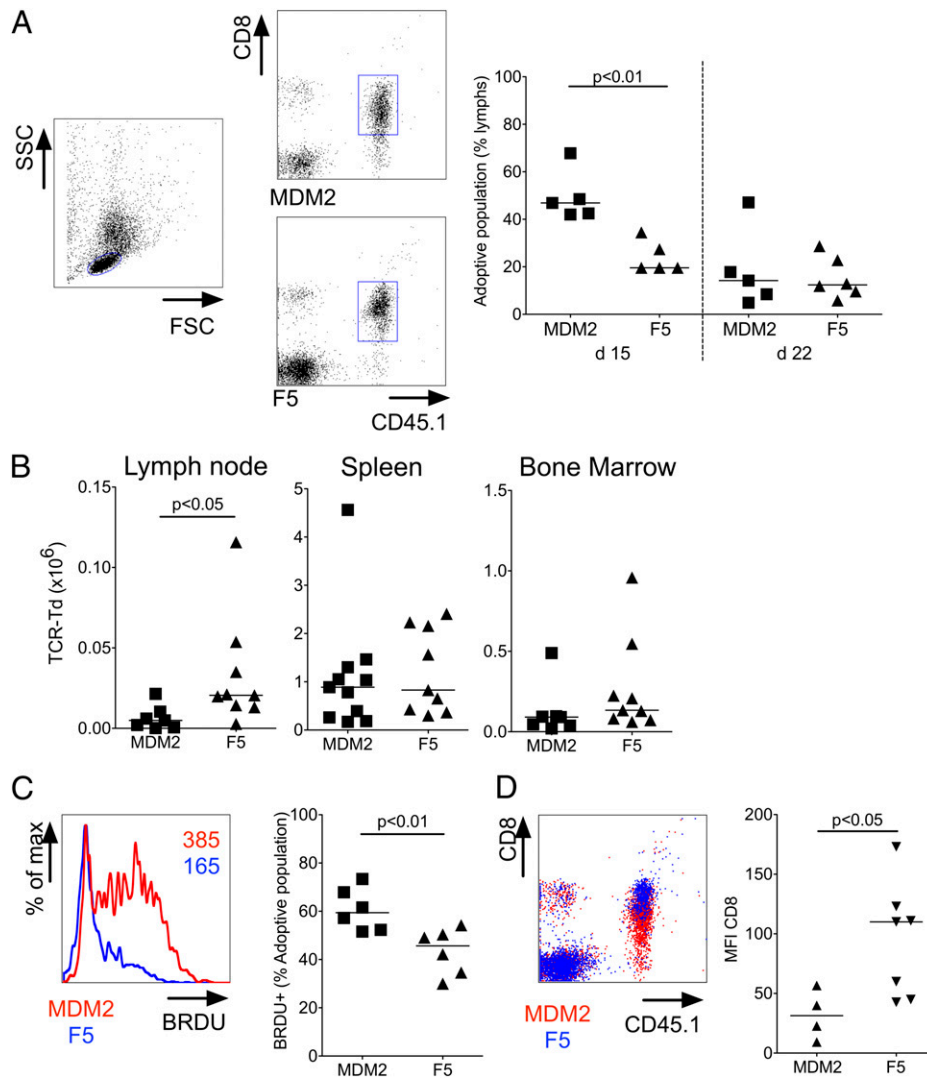 A
SSC
FSC
CD8
MDM2
F5
CD45.1
Adoptive population (% lymphs)
100
80
60
40
20
0
p<0.01
MDM2 F5 MDM2 F5
d 15 d 22
B
Lymph node Spleen Bone Marrow
TCR-Td (x10⁶)
0.15
0.10
0.05
0.00
p<0.05
MDM2 F5
5
4
3
2
1
0
MDM2 F5
1.5
1.0
0.5
0.0
MDM2 F5
C
% of max
385
165
MDM2
F5
BRDU
BRDU+ (% Adoptive population)
100
80
60
40
20
0
p<0.01
MDM2 F5
D
CD8
MDM2
F5
CD45.1
MFI CD8
200
150
100
50
0
p<0.05
MDM2 F5